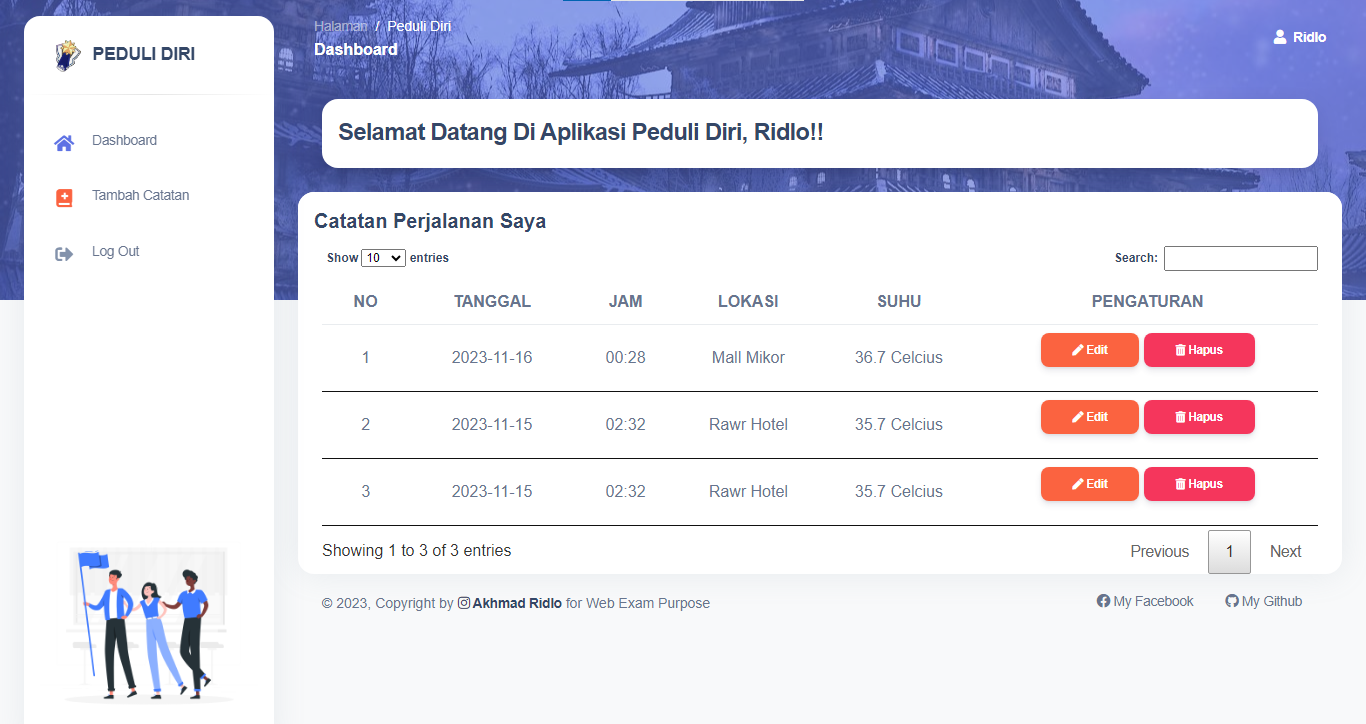 PEDULI DIRI
Dashboard
Tambah Catatan
Log Out
Halaman / Peduli Diri
Dashboard
Ridlo
Selamat Datang Di Aplikasi Peduli Diri, Ridlo!!
Catatan Perjalanan Saya
Show 10 entries
Search:
NO TANGGAL JAM LOKASI SUHU PENGATURAN
1 2023-11-16 00:28 Mall Mikor 36.7 Celcius Edit Hapus
2 2023-11-15 02:32 Rawr Hotel 35.7 Celcius Edit Hapus
3 2023-11-15 02:32 Rawr Hotel 35.7 Celcius Edit Hapus
Showing 1 to 3 of 3 entries
Previous 1 Next
© 2023, Copyright by Akhmad Ridlo for Web Exam Purpose
My Facebook My Github